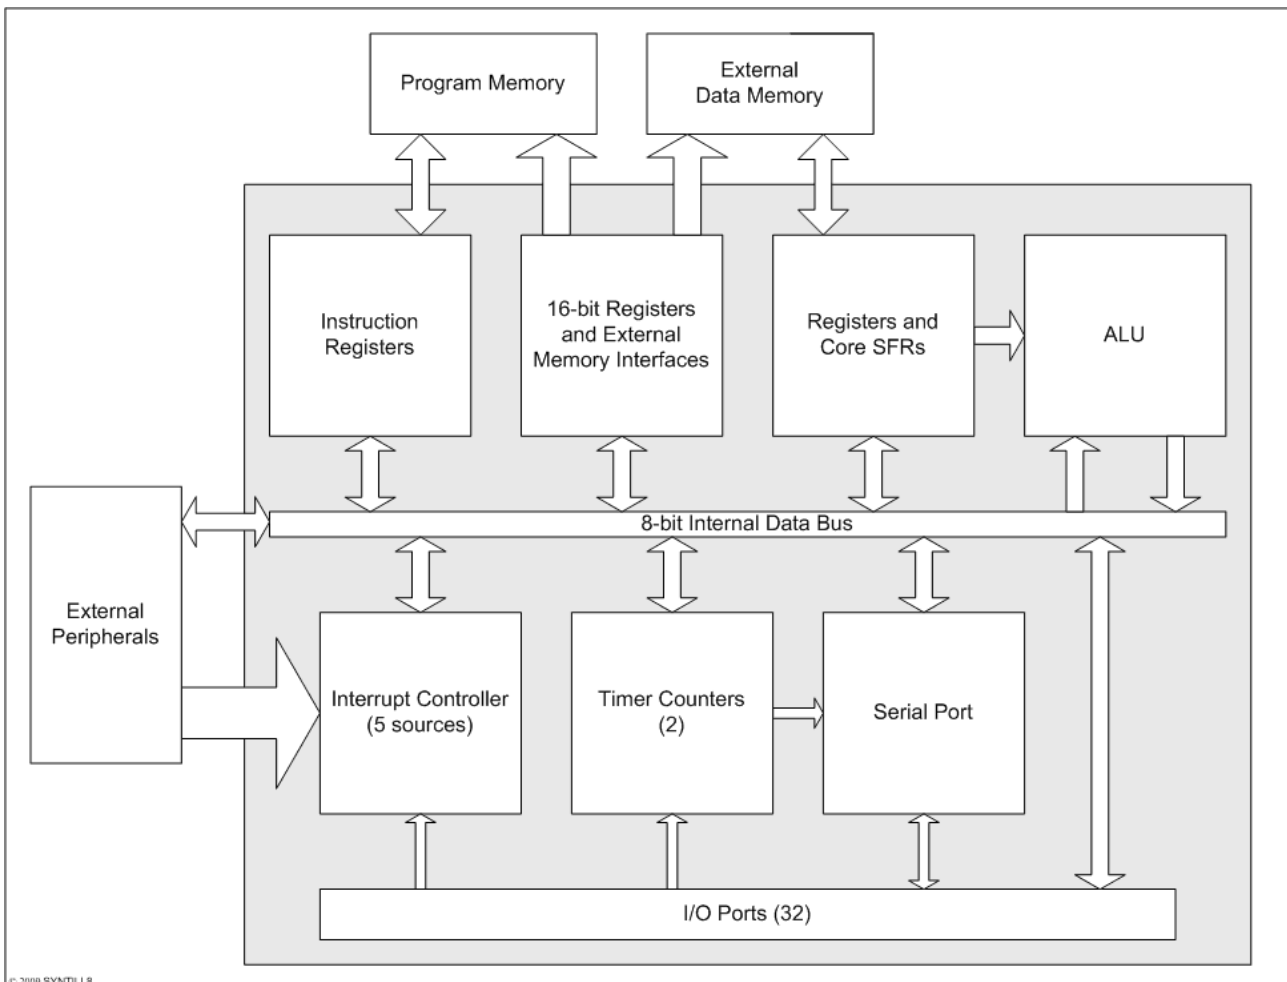 Program Memory
External
Data Memory
Instruction
Registers
16-bit Registers
and External
Memory Interfaces
Registers and
Core SFRs
ALU
8-bit Internal Data Bus
External
Peripherals
Interrupt Controller
(5 sources)
Timer Counters
(2)
Serial Port
I/O Ports (32)